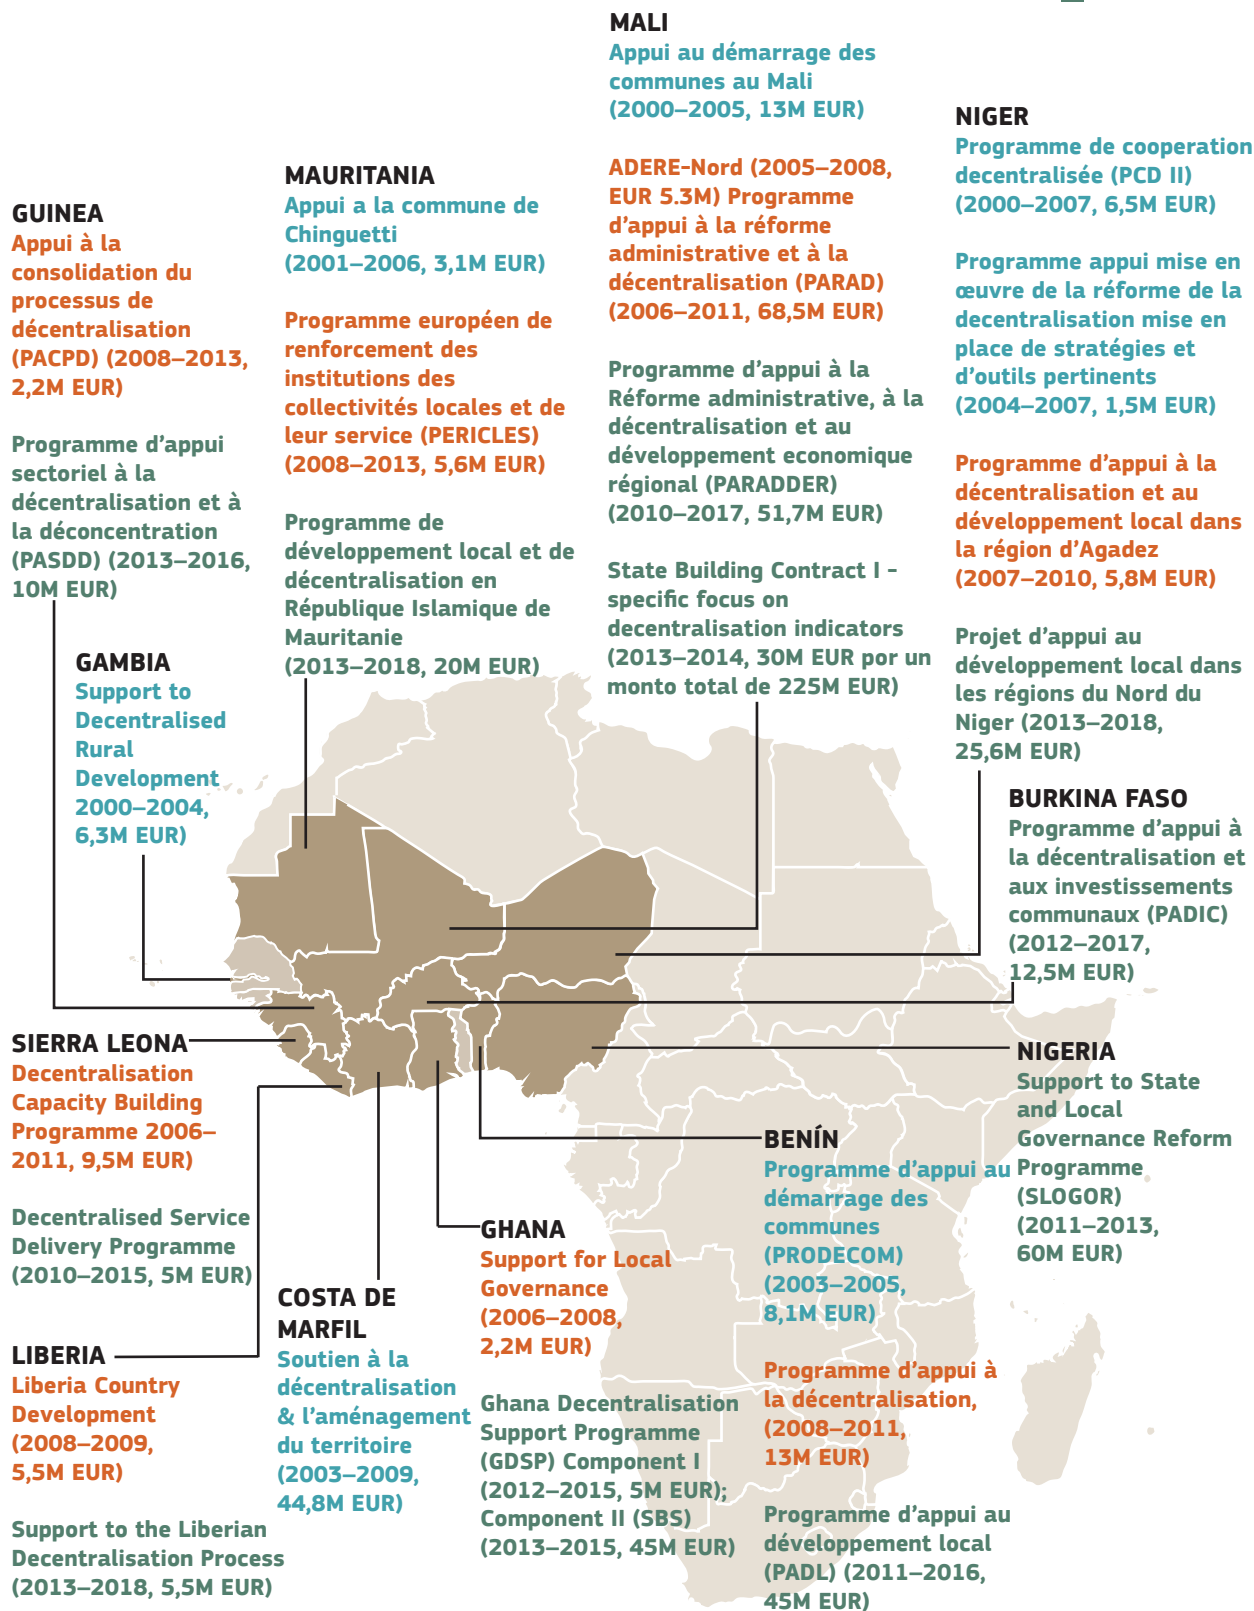 MALI
Appui au démarrage des
communes au Mali
(2000–2005, 13M EUR)
ADERE-Nord (2005–2008,
EUR 5.3M) Programme
d’appui à la réforme
administrative et à la
décentralisation (PARAD)
(2006–2011, 68,5M EUR)
Programme d’appui à la
Réforme administrative, à la
décentralisation et au
développement economique
régional (PARADDER)
(2010–2017, 51,7M EUR)
State Building Contract I -
specific focus on
decentralisation indicators
(2013–2014, 30M EUR por un
monto total de 225M EUR)
NIGER
Programme de cooperation
decentralisée (PCD II)
(2000–2007, 6,5M EUR)
Programme appui mise en
œuvre de la réforme de la
decentralisation mise en
place de stratégies et
d’outils pertinents
(2004–2007, 1,5M EUR)
Programme d’appui à la
décentralisation et au
développement local dans
la région d’Agadez
(2007–2010, 5,8M EUR)
Projet d’appui au
développement local dans
les régions du Nord du
Niger (2013–2018,
25,6M EUR)
MAURITANIA
Appui a la commune de
Chinguetti
(2001–2006, 3,1M EUR)
Programme européen de
renforcement des
institutions des
collectivités locales et de
leur service (PERICLES)
(2008–2013, 5,6M EUR)
Programme de
développement local et de
décentralisation en
République Islamique de
Mauritanie
(2013–2018, 20M EUR)
GUINEA
Appui à la
consolidation du
processus de
décentralisation
(PACPD) (2008–2013,
2,2M EUR)
Programme d’appui
sectoriel à la
décentralisation et à
la déconcentration
(PASDD) (2013–2016,
10M EUR)
GAMBIA
Support to
Decentralised
Rural
Development
2000–2004,
6,3M EUR)
BURKINA FASO
Programme d’appui à
la décentralisation et
aux investissements
communaux (PADIC)
(2012–2017,
12,5M EUR)
SIERRA LEONA
Decentralisation
Capacity Building
Programme 2006–
2011, 9,5M EUR)
Decentralised Service
Delivery Programme
(2010–2015, 5M EUR)
NIGERIA
Support to State
and Local
Governance Reform
Programme
(SLOGOR)
(2011–2013,
60M EUR)
BENÍN
Programme d’appui au
démarrage des
communes
(PRODECOM)
(2003–2005,
8,1M EUR)
Programme d’appui à
la décentralisation,
(2008–2011,
13M EUR)
Programme d’appui au
développement local
(PADL) (2011–2016,
45M EUR)
GHANA
Support for Local
Governance
(2006–2008,
2,2M EUR)
Ghana Decentralisation
Support Programme
(GDSP) Component I
(2012–2015, 5M EUR);
Component II (SBS)
(2013–2015, 45M EUR)
COSTA DE
MARFIL
Soutien à la
décentralisation
& l’aménagement
du territoire
(2003–2009,
44,8M EUR)
LIBERIA
Liberia Country
Development
(2008–2009,
5,5M EUR)
Support to the Liberian
Decentralisation Process
(2013–2018, 5,5M EUR)